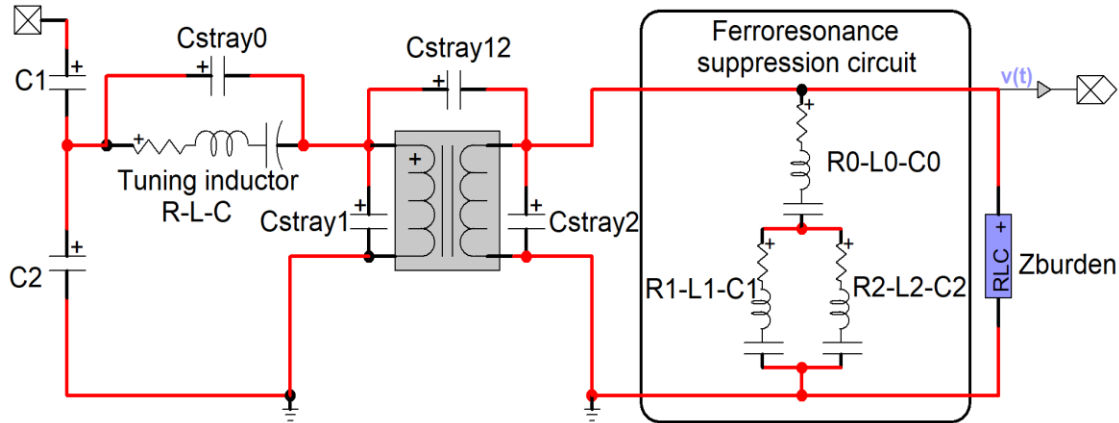 Cstray0
Cstray12
Ferroresonance
suppression circuit
v(t)
C1
R0-L0-C0
Tuning inductor
R-L-C
Cstray1
Cstray2
C2
R1-L1-C1
R2-L2-C2
RLC
Zburden
+
+
+
+
+
+
+
+
+
+
+
+